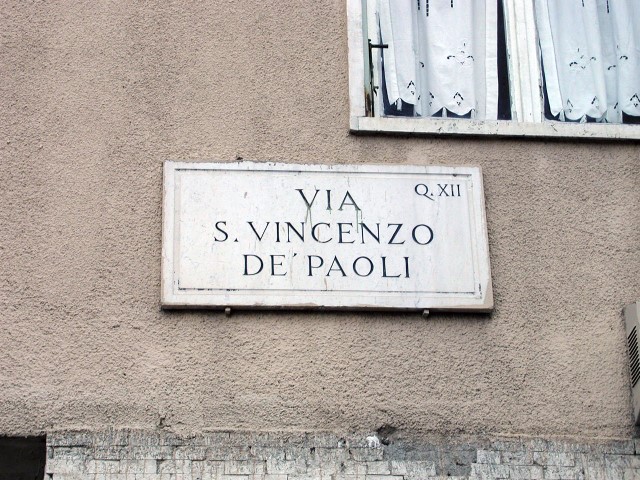 VIA Q. XII
S. VINCENZO
DE' PAOLI